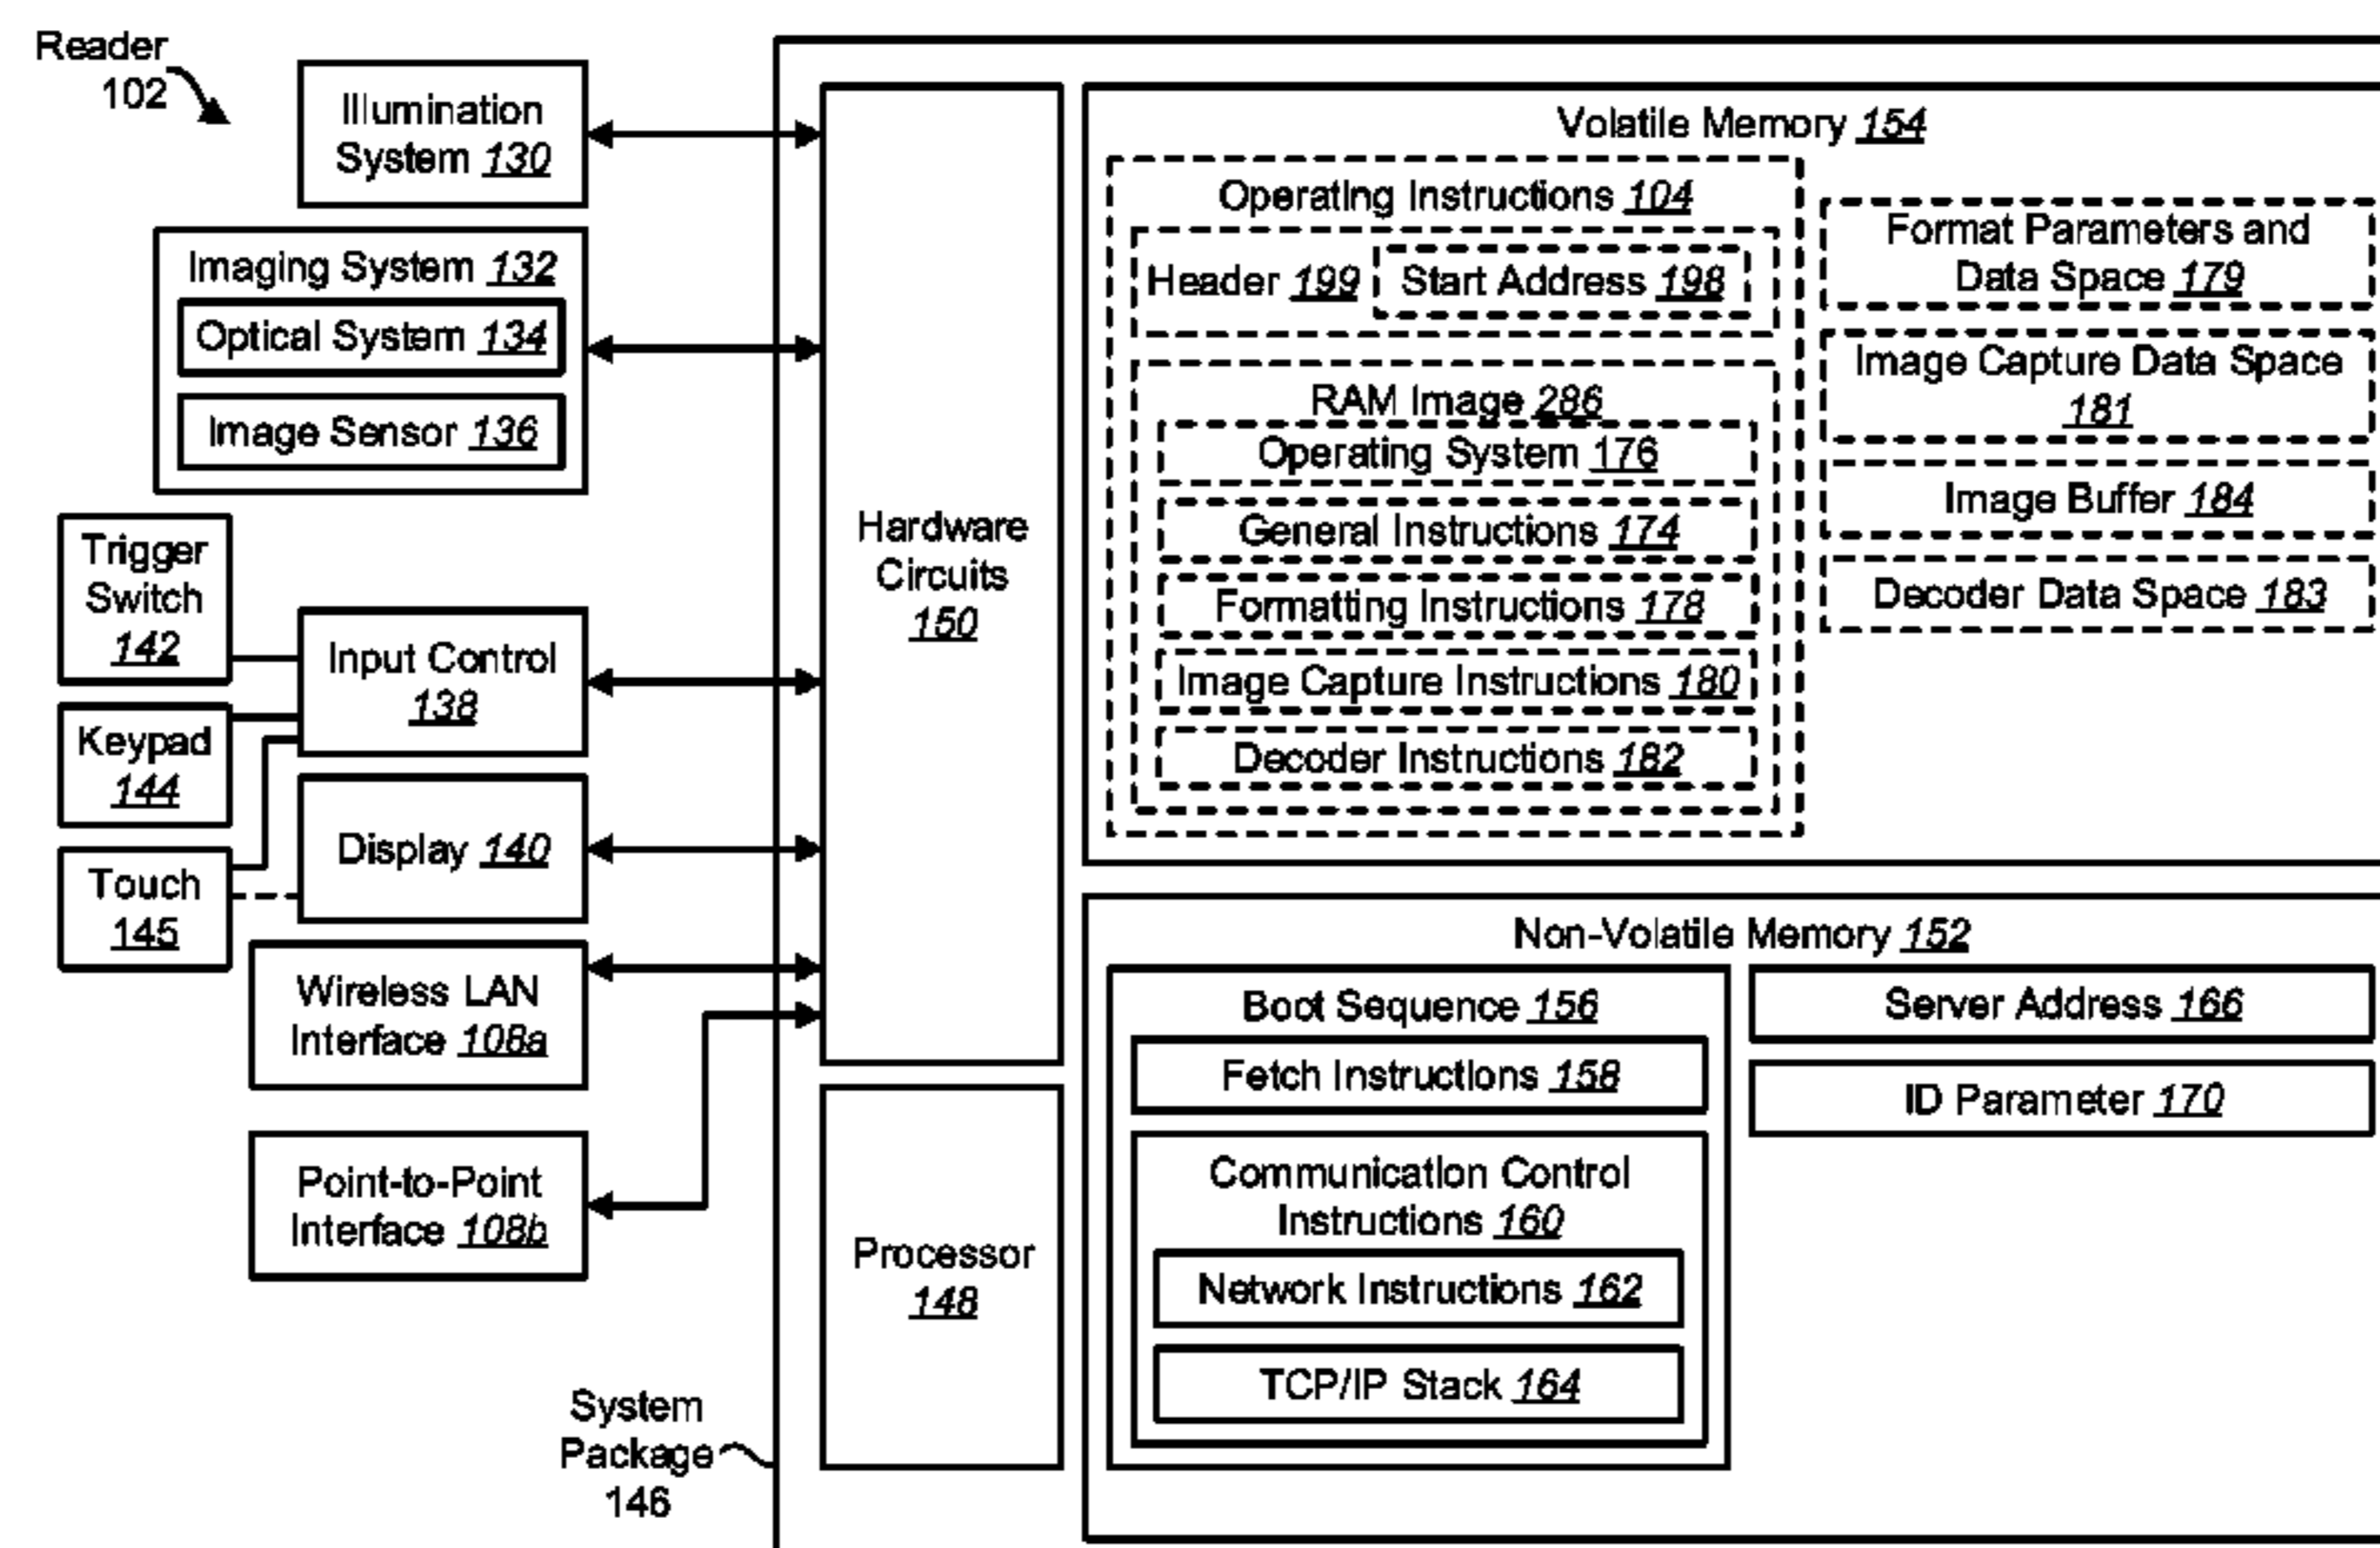 Reader
102
Illumination
System 130
Imaging System 132
Optical System 134
Image Sensor 136
Trigger
Switch
142
Keypad
144
Touch
145
Input Control
138
Display 140
Wireless LAN
Interface 108a
Point-to-Point
Interface 108b
System
Package
146
Hardware
Circuits
150
Processor
148
Volatile Memory 154
Operating Instructions 104
Header 199
Start Address 198
RAM Image 286
Operating System 176
General Instructions 174
Formatting Instructions 178
Image Capture Instructions 180
Decoder Instructions 182
Format Parameters and
Data Space 179
Image Capture Data Space
181
Image Buffer 184
Decoder Data Space 183
Non-Volatile Memory 152
Boot Sequence 156
Fetch Instructions 158
Communication Control
Instructions 160
Network Instructions 162
TCP/IP Stack 164
Server Address 166
ID Parameter 170